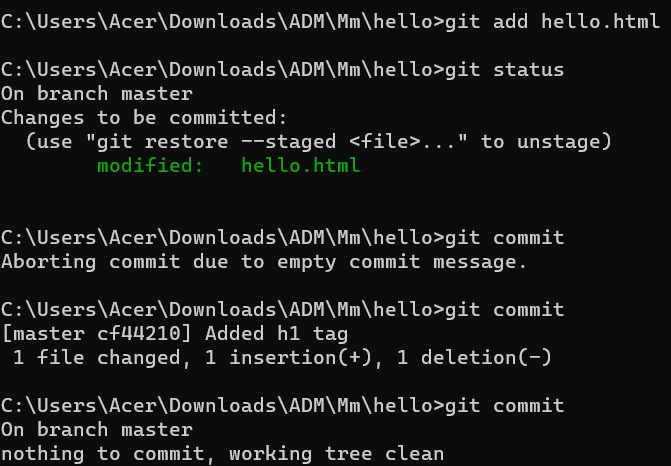 C:\Users\Acer\Downloads\ADM\Mm\hello>git add hello.html
C:\Users\Acer\Downloads\ADM\Mm\hello>git status
On branch master
Changes to be committed:
  (use "git restore --staged <file>..." to unstage)
        modified:   hello.html
C:\Users\Acer\Downloads\ADM\Mm\hello>git commit
Aborting commit due to empty commit message.
C:\Users\Acer\Downloads\ADM\Mm\hello>git commit
[master cf44210] Added h1 tag
 1 file changed, 1 insertion(+), 1 deletion(-)
C:\Users\Acer\Downloads\ADM\Mm\hello>git commit
On branch master
nothing to commit, working tree clean